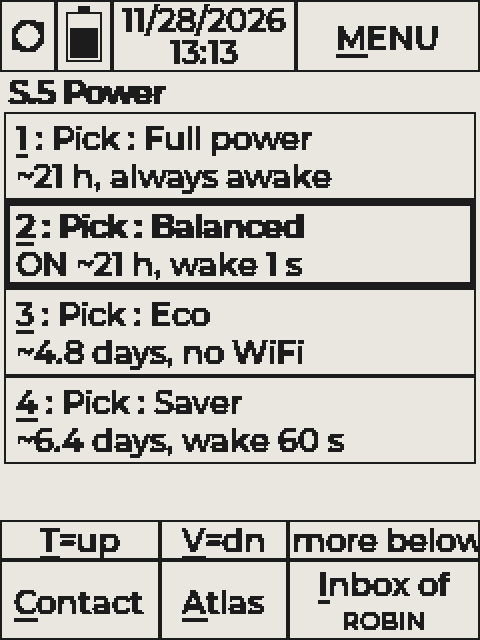 11/28/2026
13:13
MENU
S.5 Power
1 : Pick : Full power
~21 h, always awake
2 : Pick : Balanced
ON ~21 h, wake 1 s
3 : Pick : Eco
~4.8 days, no WiFi
4 : Pick : Saver
~6.4 days, wake 60 s
T=up
V=dn
more below
Contact
Atlas
Inbox of
ROBIN